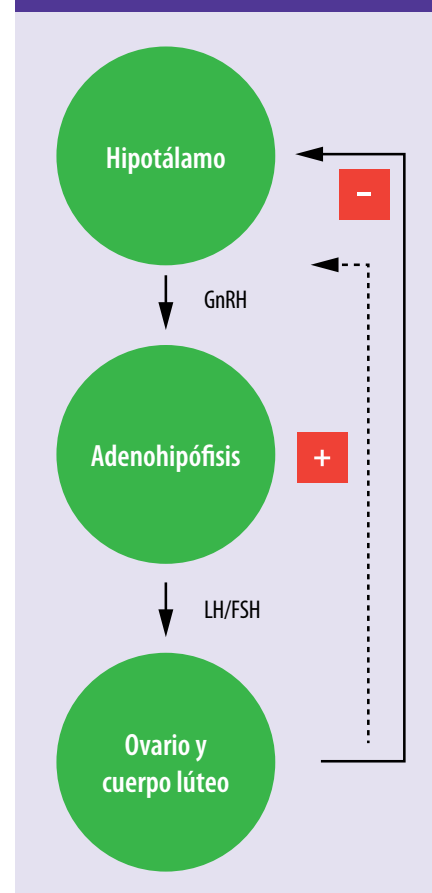 Hipotálamo
-
GnRH
Adenohipófisis
+
LH/FSH
Ovario y
cuerpo lúteo